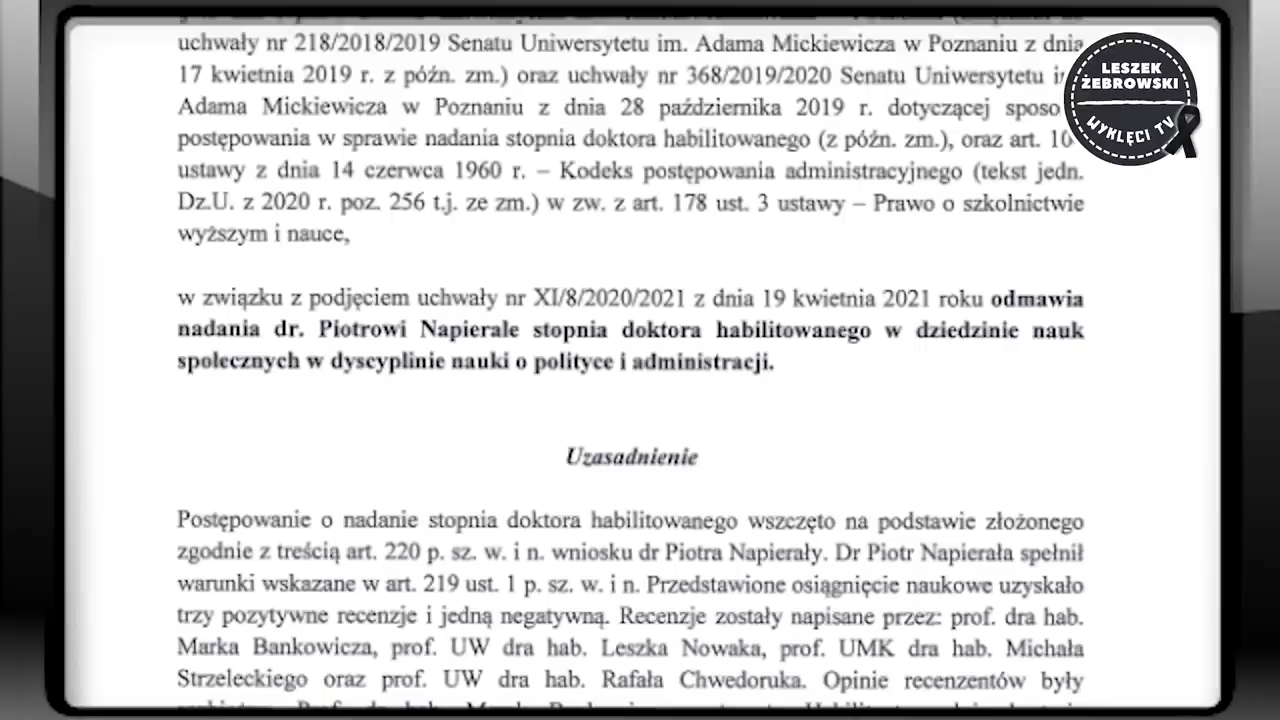 uchwały nr 218/2018/2019 Senatu Uniwersytetu im. Adama Mickiewicza w Poznaniu z dnia
17 kwietnia 2019 r. z późn. zm.) oraz uchwały nr 368/2019/2020 Senatu Uniwersytetu
Adama Mickiewicza w Poznaniu z dnia 28 października 2019 r. dotyczącej
postępowania w sprawie nadania stopnia doktora habilitowanego (z późn. zm.), oraz art.
ustawy z dnia 14 czerwca 1960 r. – Kodeks postępowania administracyjnego (tekst jedn.
Dz.U. z 2020 r. poz. 256 t.j. ze zm.) w zw. z art. 178 ust. 3 ustawy – Prawo o szkolnictwie
wyższym i nauce,
w związku z podjęciem uchwały nr XI/8/2020/2021 z dnia 19 kwietnia 2021 roku odmawia
nadania dr. Piotrowi Napierale stopnia doktora habilitowanego w dziedzinie nauk
społecznych w dyscyplinie nauki o polityce i administracji.
Uzasadnienie
Postępowanie o nadanie stopnia doktora habilitowanego wszczęto na podstawie złożonego
zgodnie z treścią art. 220 p. sz. w. i n. wniosku dr Piotra Napierały. Dr Piotr Napierała spełnił
warunki wskazane w art. 219 ust. 1 p. sz. w. i n. Przedstawione osiągnięcie naukowe uzyskało
trzy pozytywne recenzje i jedną negatywną. Recenzje zostały napisane przez: prof. dra hab.
Marka Bankowicza, prof. UW dra hab. Leszka Nowaka, prof. UMK dra hab. Michała
Strzeleckiego oraz prof. UW dra hab. Rafała Chwedoruka. Opinie recenzentów były
LESZEK
ŻEBROWSKI
WYKLĘCI TV